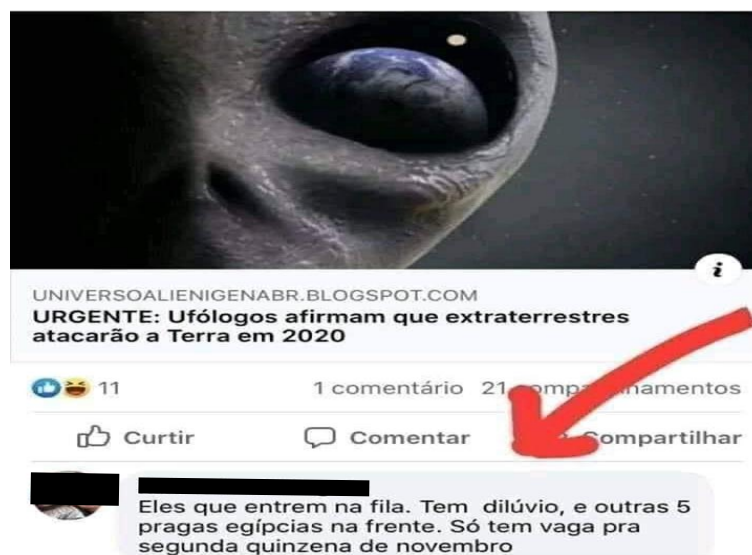 UNIVERSOALIENIGENABR.BLOGSPOT.COM
URGENTE: Ufólogos afirmam que extraterrestres
atacarão a Terra em 2020
11 1 comentário 21 compartilhamentos
Curtir Comentar Compartilhar
Eles que entrem na fila. Tem dilúvio, e outras 5
pragas egípcias na frente. Só tem vaga pra
segunda quinzena de novembro